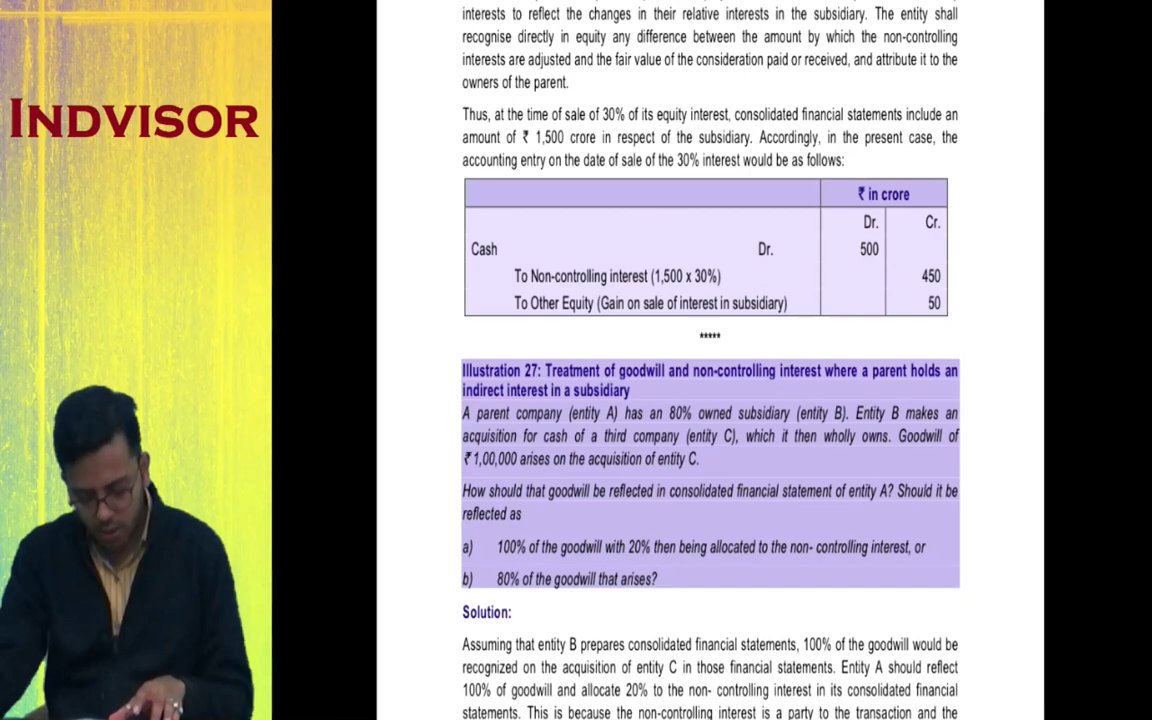 INDVISOR
interests to reflect the changes in their relative interests in the subsidiary. The entity shall
recognise directly in equity any difference between the amount by which the non-controlling
interests are adjusted and the fair value of the consideration paid or received, and attribute it to the
owners of the parent.
Thus, at the time of sale of 30% of its equity interest, consolidated financial statements include an
amount of ₹ 1,500 crore in respect of the subsidiary. Accordingly, in the present case, the
accounting entry on the date of sale of the 30% interest would be as follows:
₹ in crore
Dr. Cr.
Cash Dr. 500
To Non-controlling interest (1,500 x 30%) 450
To Other Equity (Gain on sale of interest in subsidiary) 50
*****
Illustration 27: Treatment of goodwill and non-controlling interest where a parent holds an
indirect interest in a subsidiary
A parent company (entity A) has an 80% owned subsidiary (entity B). Entity B makes an
acquisition for cash of a third company (entity C), which it then wholly owns. Goodwill of
₹ 1,00,000 arises on the acquisition of entity C.
How should that goodwill be reflected in consolidated financial statement of entity A? Should it be
reflected as
a) 100% of the goodwill with 20% then being allocated to the non- controlling interest, or
b) 80% of the goodwill that arises?
Solution:
Assuming that entity B prepares consolidated financial statements, 100% of the goodwill would be
recognized on the acquisition of entity C in those financial statements. Entity A should reflect
100% of goodwill and allocate 20% to the non- controlling interest in its consolidated financial
statements. This is because the non-controlling interest is a party to the transaction and the